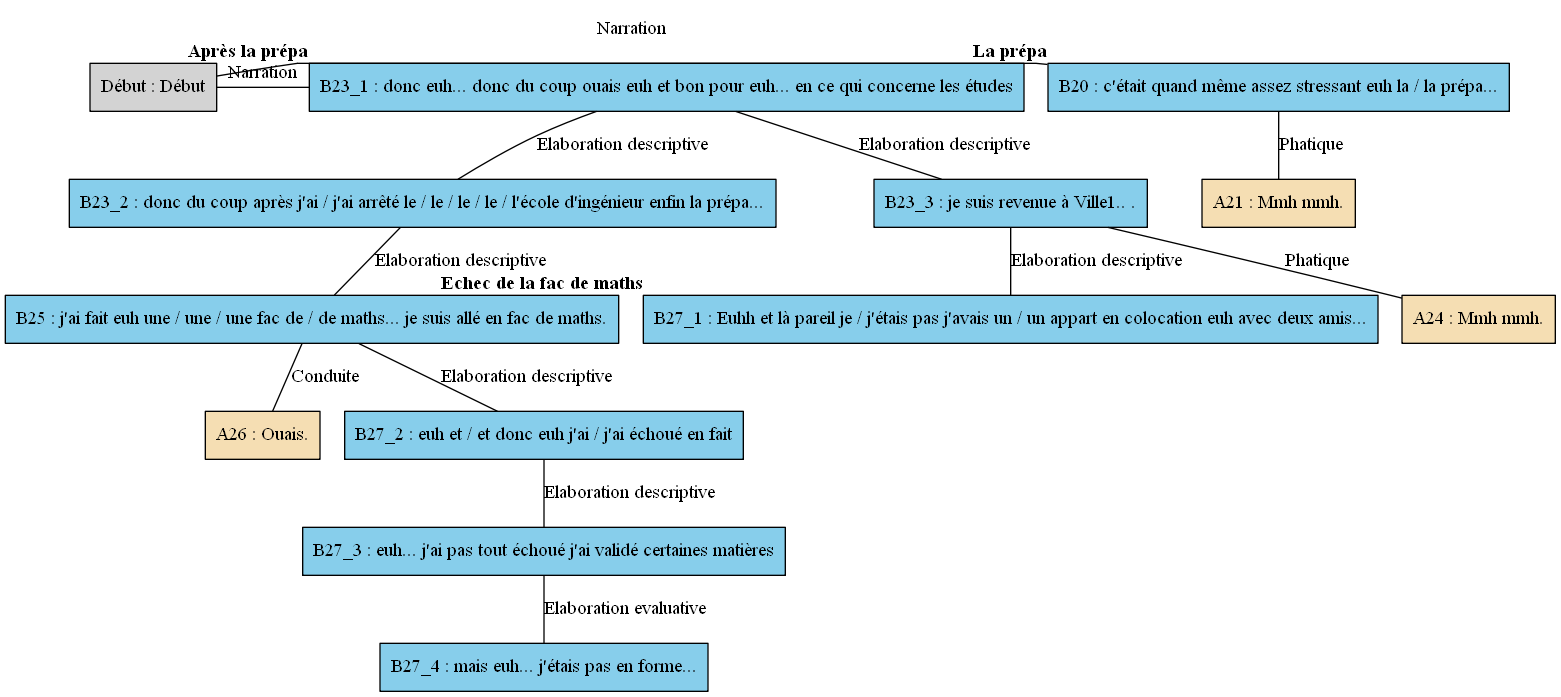 Narration
Après la prépa
La prépa
Narration
Début : Début
B23_1 : donc euh... donc du coup ouais euh et bon pour euh... en ce qui concerne les études
B20 : c'était quand même assez stressant euh la / la prépa...
Elaboration descriptive
Elaboration descriptive
Phatique
B23_2 : donc du coup après j'ai / j'ai arrêté le / le / le / le / l'école d'ingénieur enfin la prépa...
B23_3 : je suis revenue à Ville1.. .
A21 : Mmh mmh.
Elaboration descriptive
Elaboration descriptive
Phatique
Echec de la fac de maths
B25 : j'ai fait euh une / une / une fac de / de maths... je suis allé en fac de maths.
B27_1 : Euhh et là pareil je / j'étais pas j'avais un / un appart en colocation euh avec deux amis...
A24 : Mmh mmh.
Conduite
Elaboration descriptive
A26 : Ouais.
B27_2 : euh et / et donc euh j'ai / j'ai échoué en fait
Elaboration descriptive
B27_3 : euh... j'ai pas tout échoué j'ai validé certaines matières
Elaboration evaluative
B27_4 : mais euh... j'étais pas en forme...